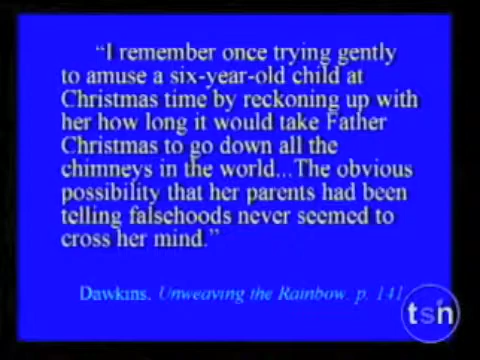 “I remember once trying gently
to amuse a six-year-old child at
Christmas time by reckoning up with
her how long it would take Father
Christmas to go down all the
chimneys in the world...The obvious
possibility that her parents had been
telling falsehoods never seemed to
cross her mind.”
Dawkins. Unweaving the Rainbow. p. 141
tsn